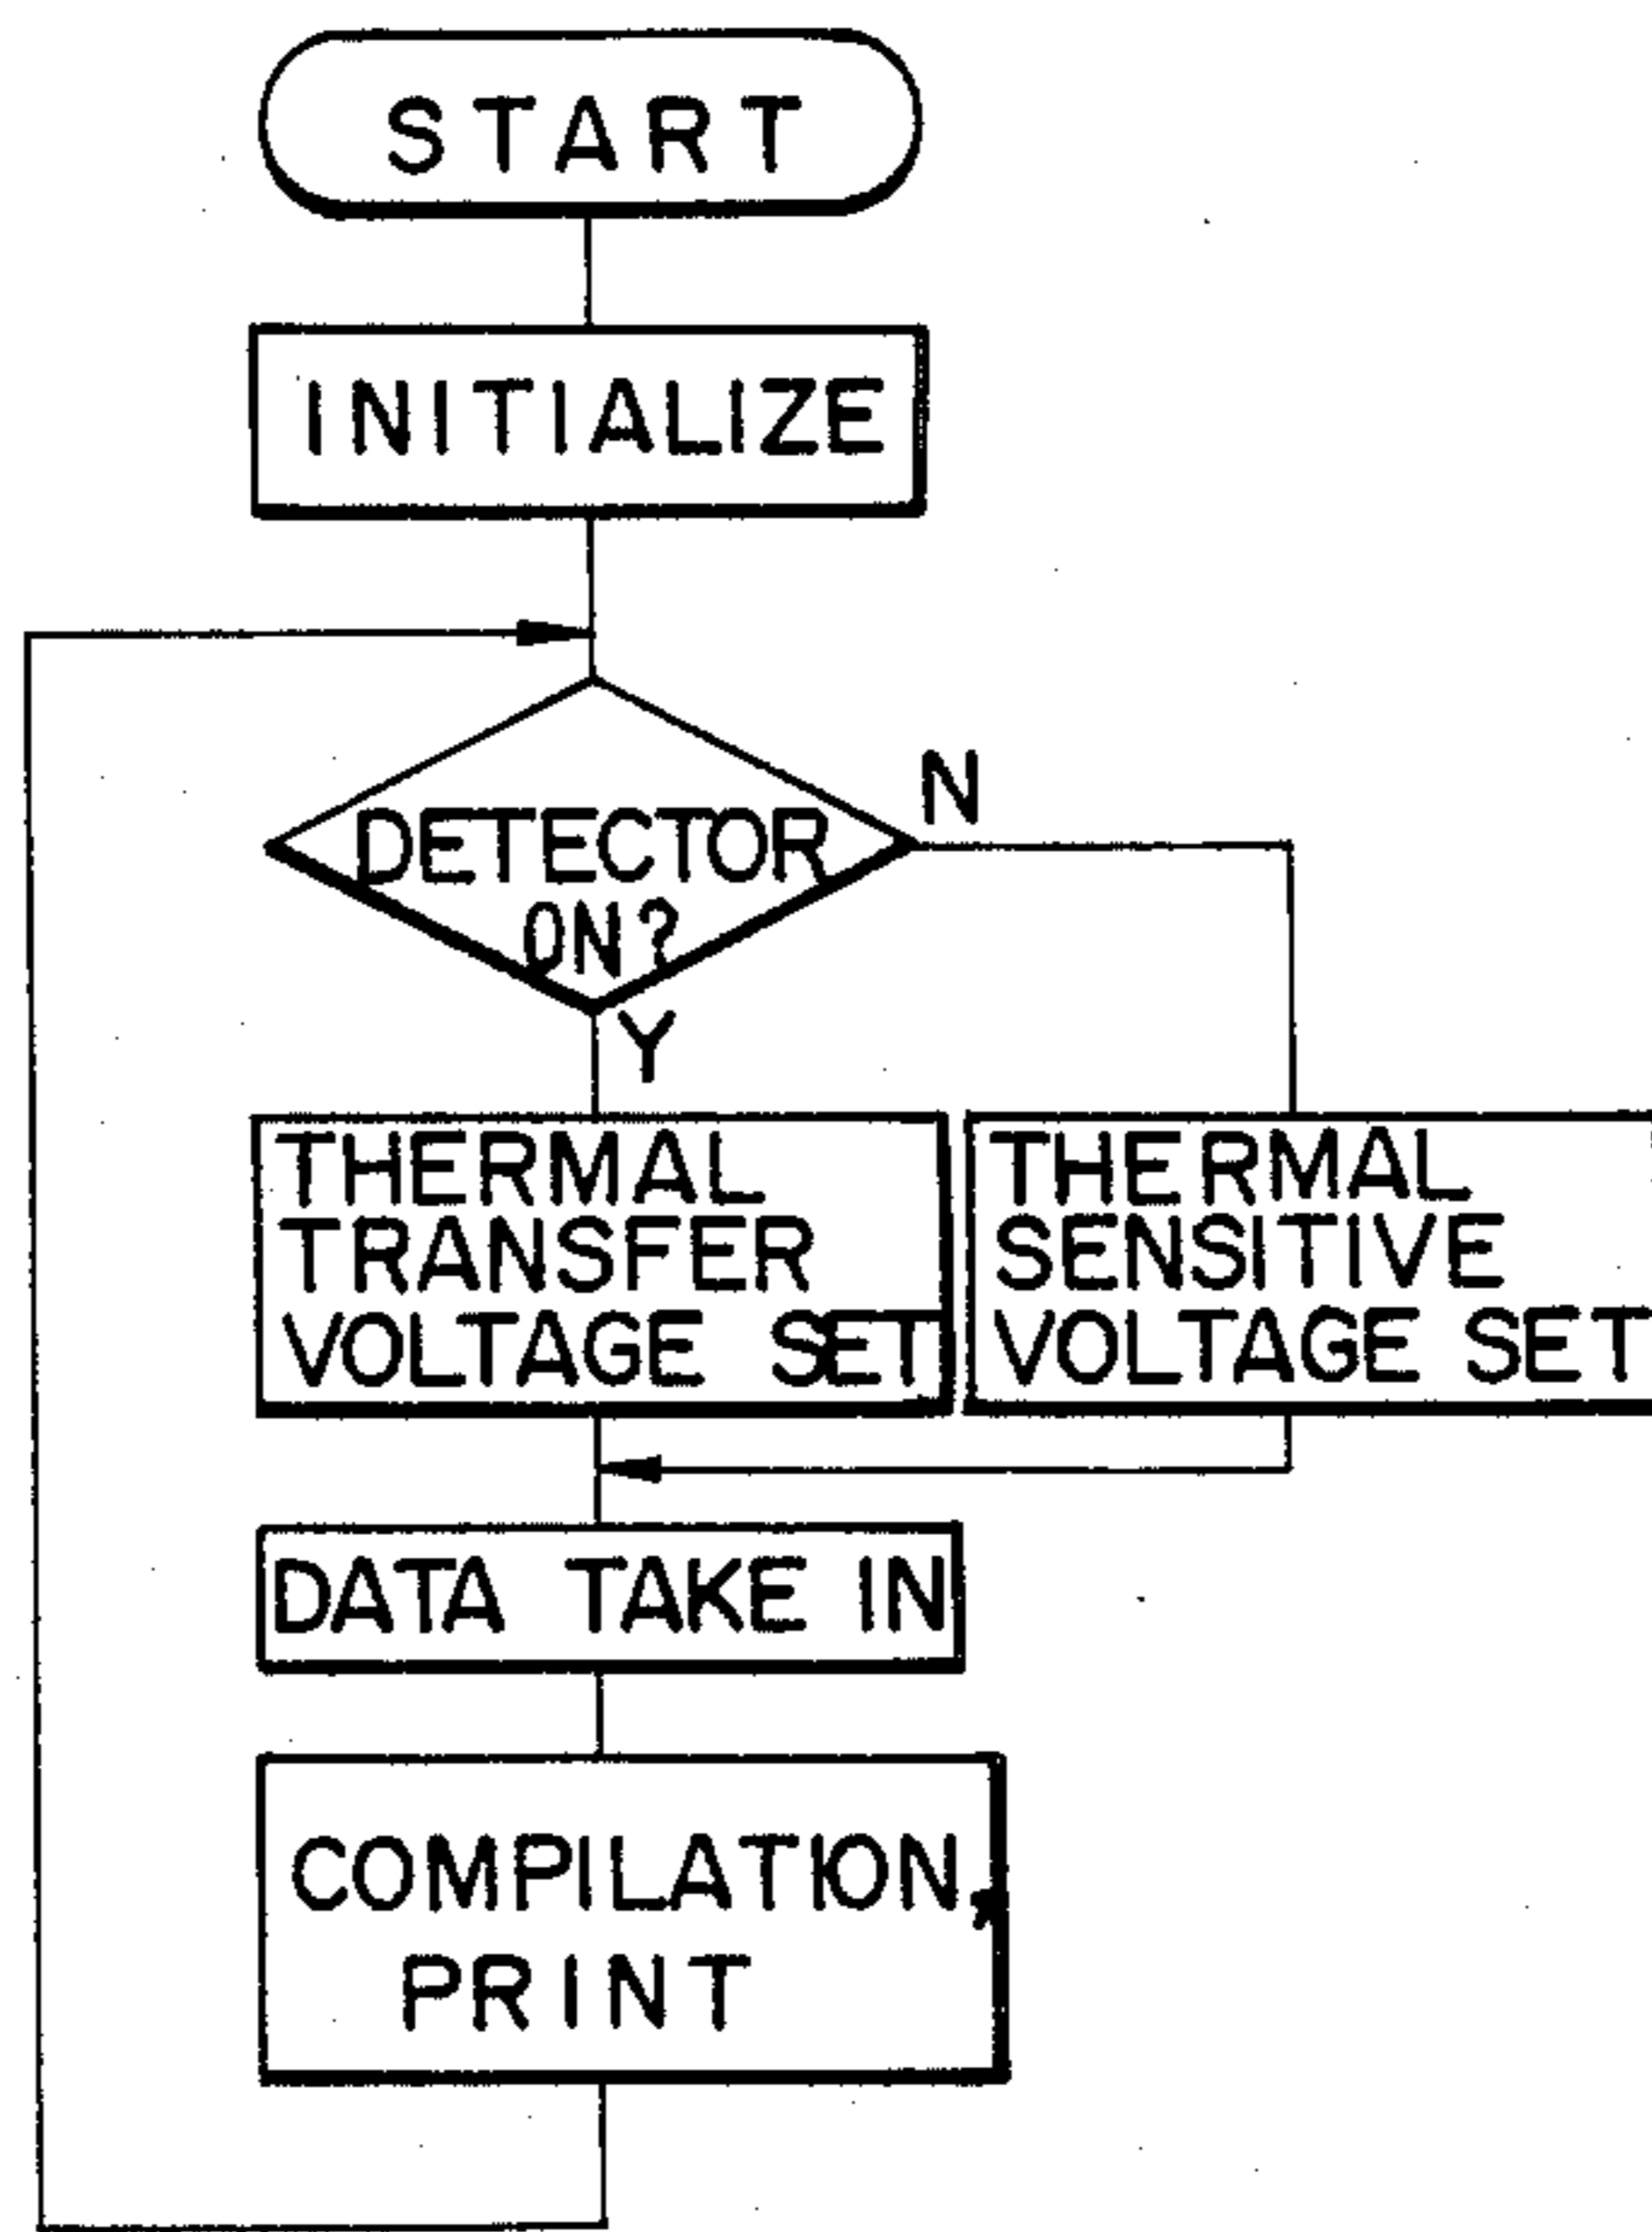 START
INITIALIZE
DETECTOR
ON?
N
Y
THERMAL
TRANSFER
VOLTAGE SET
THERMAL
SENSITIVE
VOLTAGE SET
DATA TAKE IN
COMPILATION,
PRINT